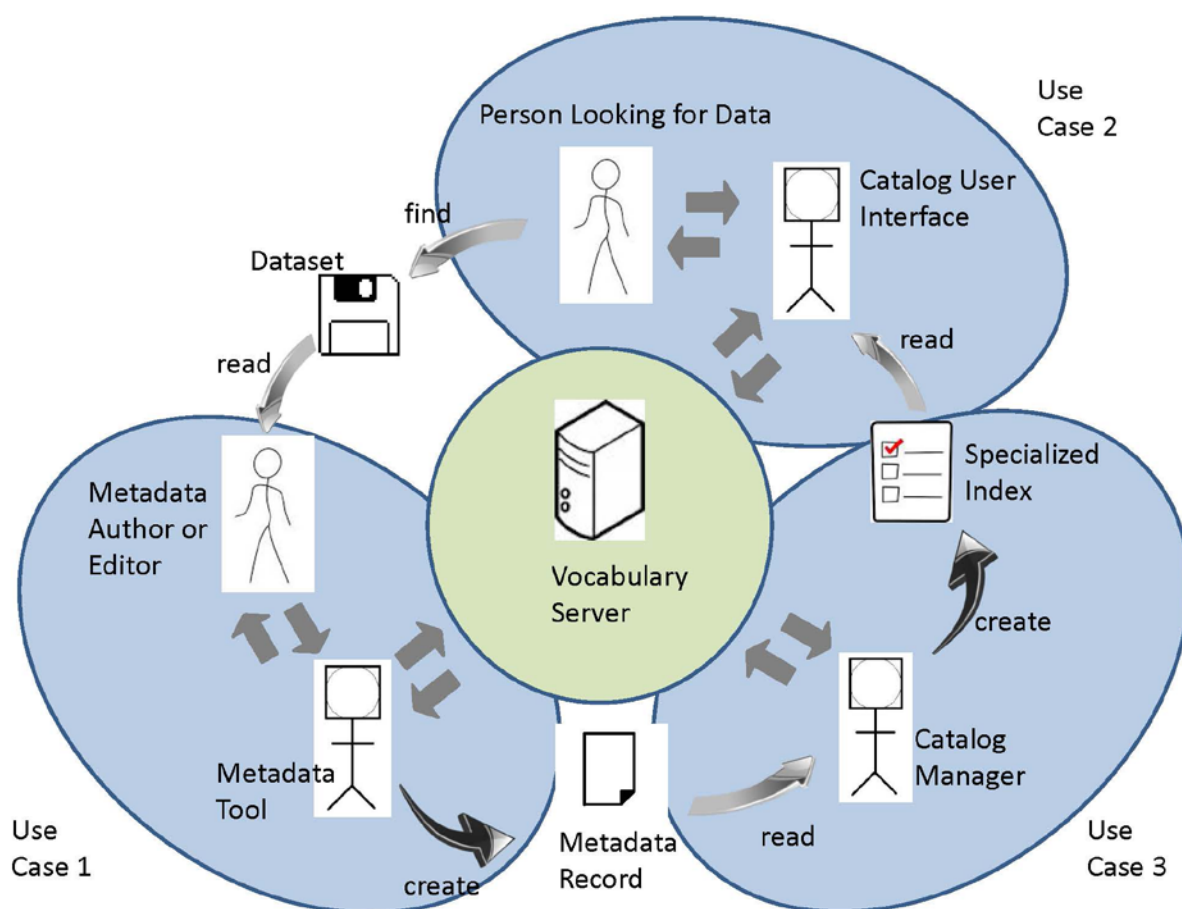 Use
Case 2
Person Looking for Data
Catalog User
Interface
find
Dataset
read
read
Metadata
Author or
Editor
Specialized
Index
Vocabulary
Server
create
Metadata
Tool
Catalog
Manager
Use
Case 1
create
Metadata
Record
read
Use
Case 3